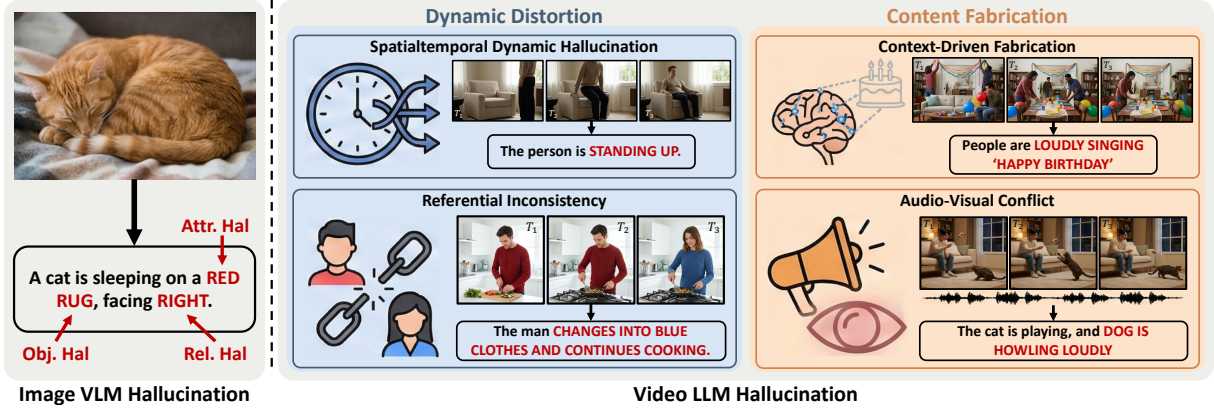 Dynamic Distortion
Content Fabrication
Spatialtemporal Dynamic Hallucination
T2
T3
The person is STANDING UP.
Context-Driven Fabrication
T1
T2
T3
People are LOUDLY SINGING
'HAPPY BIRTHDAY'
Attr. Hal
A cat is sleeping on a RED
RUG, facing RIGHT.
Obj. Hal
Rel. Hal
Referential Inconsistency
T1
T2
T3
The man CHANGES INTO BLUE
CLOTHES AND CONTINUES COOKING.
Audio-Visual Conflict
T1
T2
T3
The cat is playing, and DOG IS
HOWLING LOUDLY
Image VLM Hallucination
Video LLM Hallucination